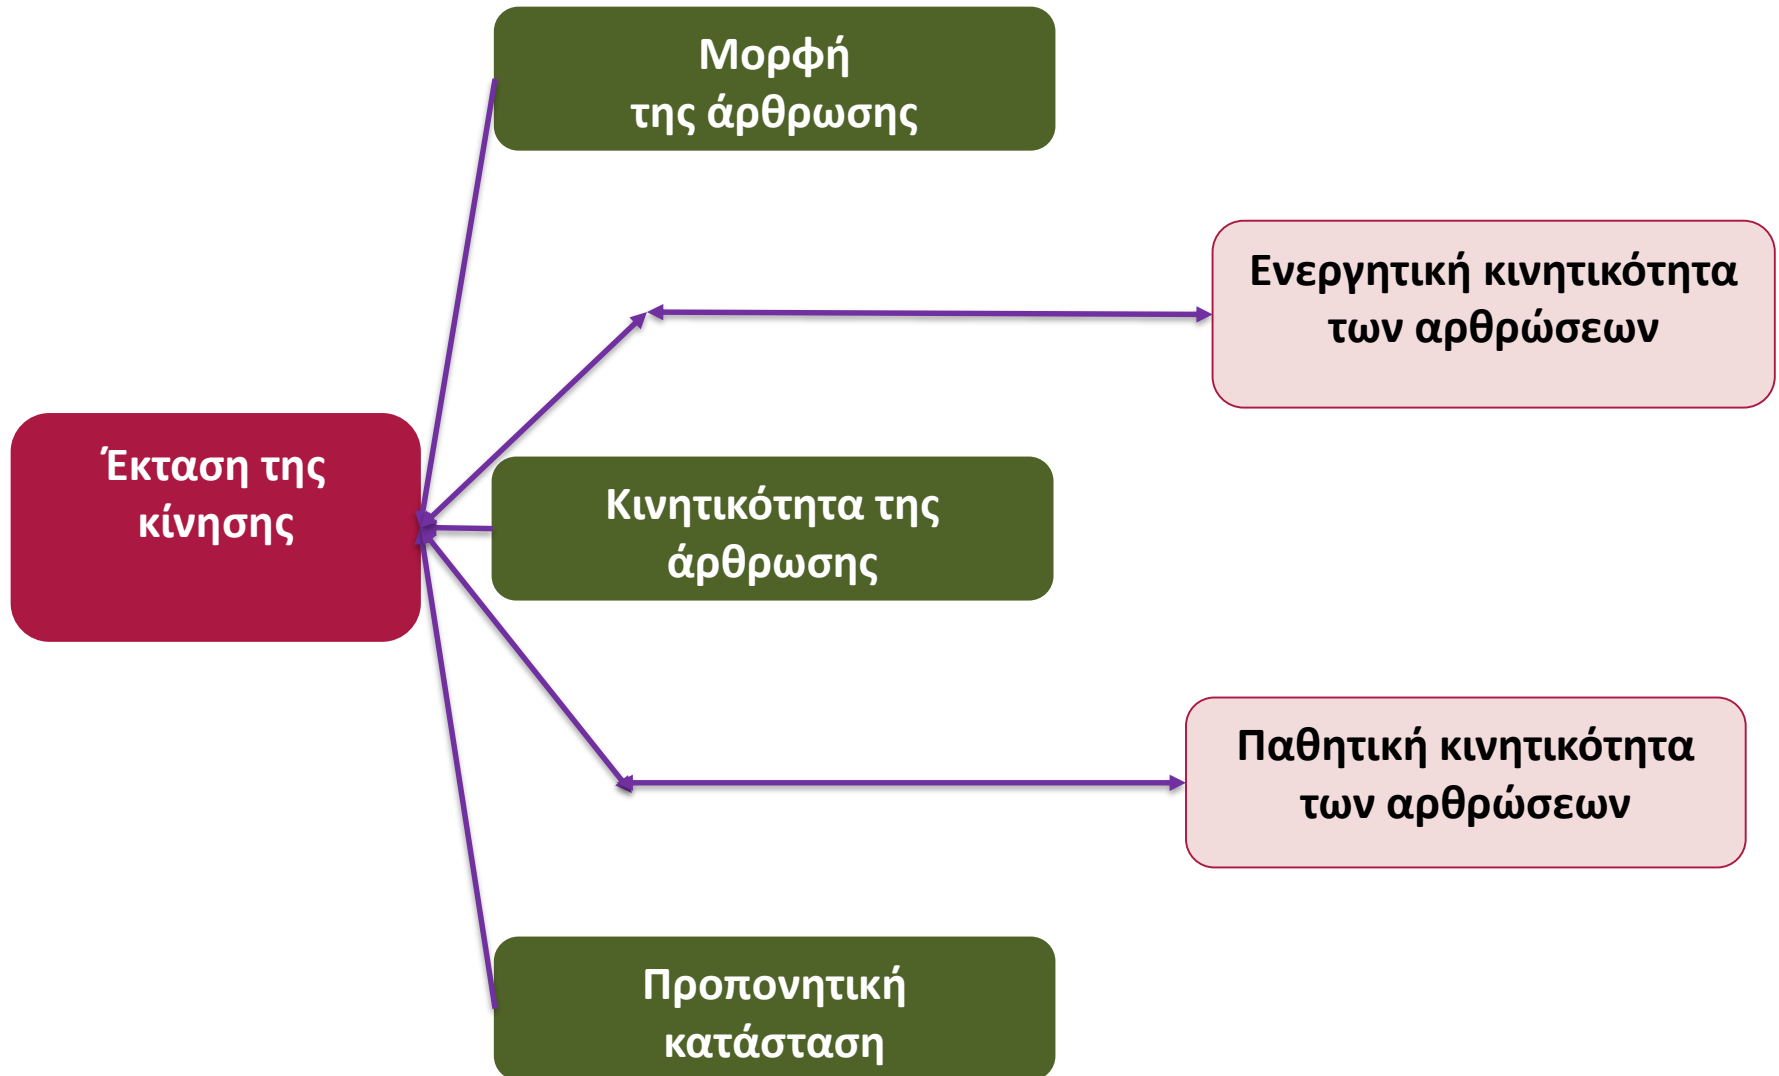 Μορφή
της άρθρωσης
Ενεργητική κινητικότητα
των αρθρώσεων
Έκταση της
κίνησης
Κινητικότητα της
άρθρωσης
Παθητική κινητικότητα
των αρθρώσεων
Προπονητική
κατάσταση